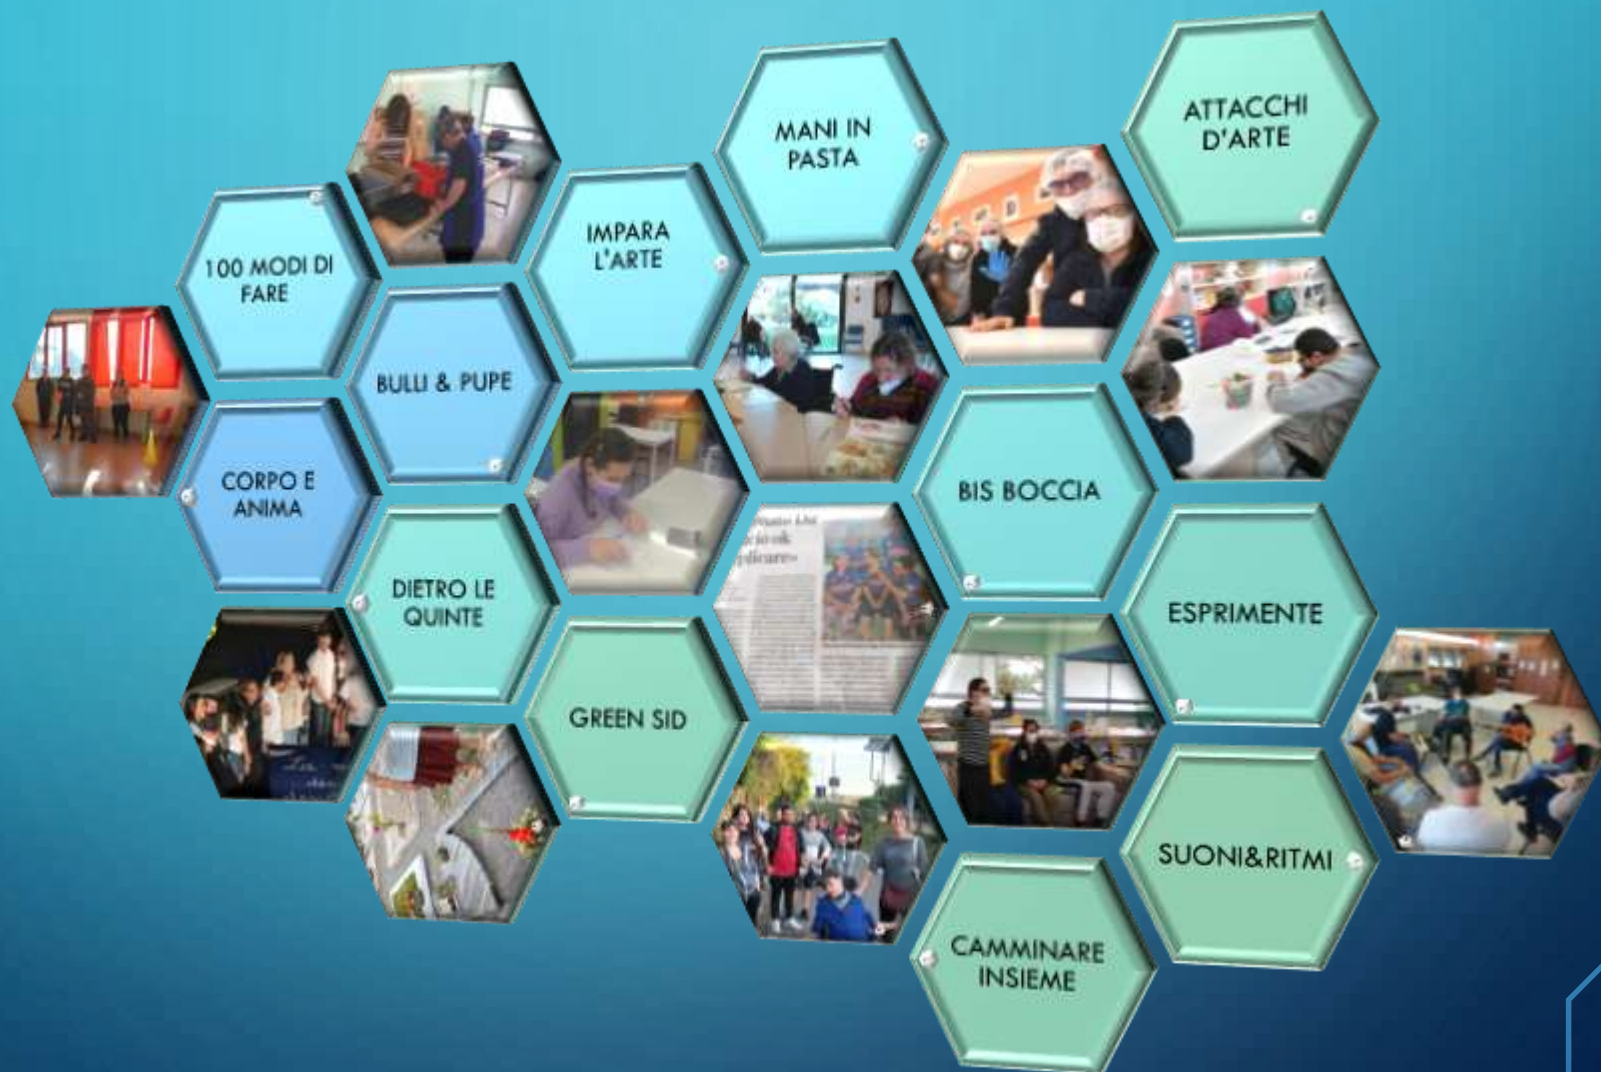 ATTACCHI
D'ARTE
MANI IN
PASTA
IMPARA
L'ARTE
100 MODI DI
FARE
BULLI & PUPE
CORPO E
ANIMA
BIS BOCCIA
DIETRO LE
QUINTE
ESPRIMENTE
GREEN SID
SUONI&RITMI
CAMMINARE
INSIEME